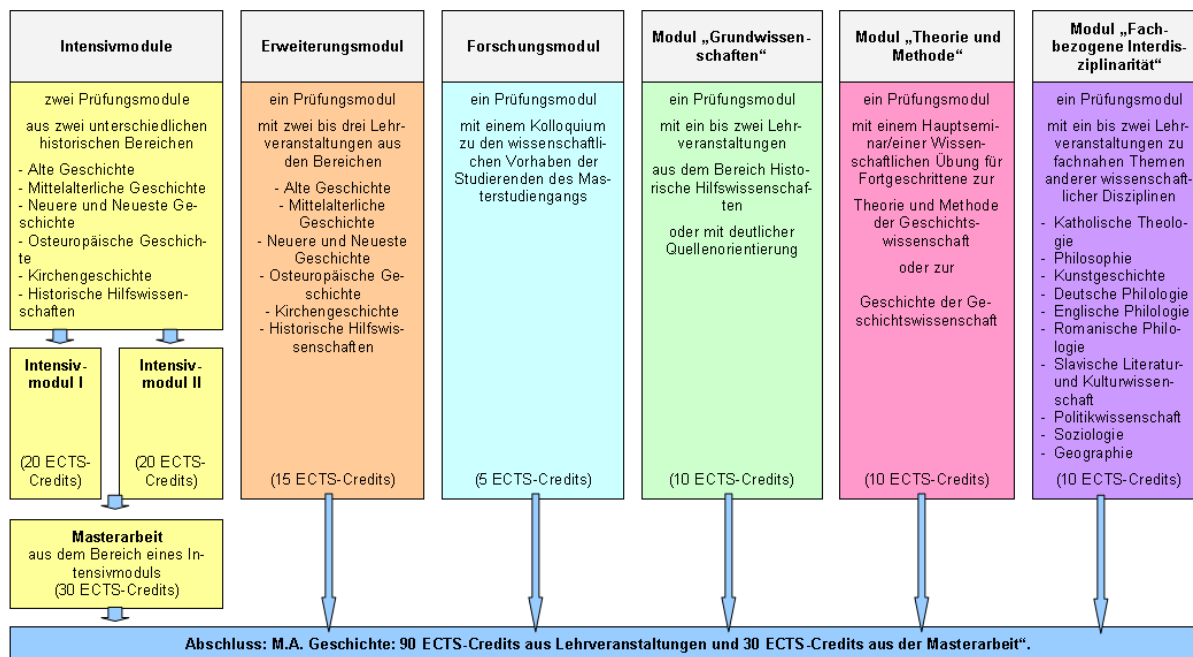 Intensivmodule
zwei Prüfungsmodule
aus zwei unterschiedlichen
historischen Bereichen
- Alte Geschichte
- Mittelalterliche Geschichte
- Neuere und Neueste Ge-
schichte
- Osteuropäische Geschich-
te
- Kirchengeschichte
- Historische Hilfswissen-
schaften
Intensiv-
modul I
(20 ECTS-
Credits)
Intensiv-
modul II
(20 ECTS-
Credits)
Masterarbeit
aus dem Bereich eines In-
tensivmoduls
(30 ECTS-Credits)
Erweiterungsmodul
ein Prüfungsmodul
mit zwei bis drei Lehr-
veranstaltungen aus
den Bereichen
- Alte Geschichte
- Mittelalterliche
Geschichte
- Neuere und Neueste
Geschichte
- Osteuropäische Ge-
schichte
- Kirchengeschichte
- Historische Hilfswis-
senschaften
(15 ECTS-Credits)
Forschungsmodul
ein Prüfungsmodul
mit einem Kolloquium
zu den wissenschaft-
lichen Vorhaben der
Studierenden des Mas-
terstudiengangs
(5 ECTS-Credits)
Modul „Grundwissen-
schaften“
ein Prüfungsmodul
mit ein bis zwei Lehr-
veranstaltungen
aus dem Bereich Histo-
rische Hilfswissenschaf-
ten
oder mit deutlicher
Quellenorientierung
(10 ECTS-Credits)
Modul „Theorie und
Methode“
ein Prüfungsmodul
mit einem Hauptsemi-
nar/einer Wissen-
schaftlichen Übung für
Fortgeschrittene zur
Theorie und Methode
der Geschichts-
wissenschaft
oder zur
Geschichte der Ge-
schichtswissenschaft
(10 ECTS-Credits)
Modul „Fach-
bezogene Interdis-
ziplinarität“
ein Prüfungsmodul
mit ein bis zwei Lehr-
veranstaltungen zu
fachnahen Themen
anderer wissenschaft-
licher Disziplinen
- Katholische Theolo-
gie
- Philosophie
- Kunstgeschichte
- Deutsche Philologie
- Englische Philologie
- Romanische Philo-
logie
- Slavische Literatur-
und Kulturwissen-
schaft
- Politikwissenschaft
- Soziologie
- Geographie
(10 ECTS-Credits)
Abschluss: M.A. Geschichte: 90 ECTS-Credits aus Lehrveranstaltungen und 30 ECTS-Credits aus der Masterarbeit“.